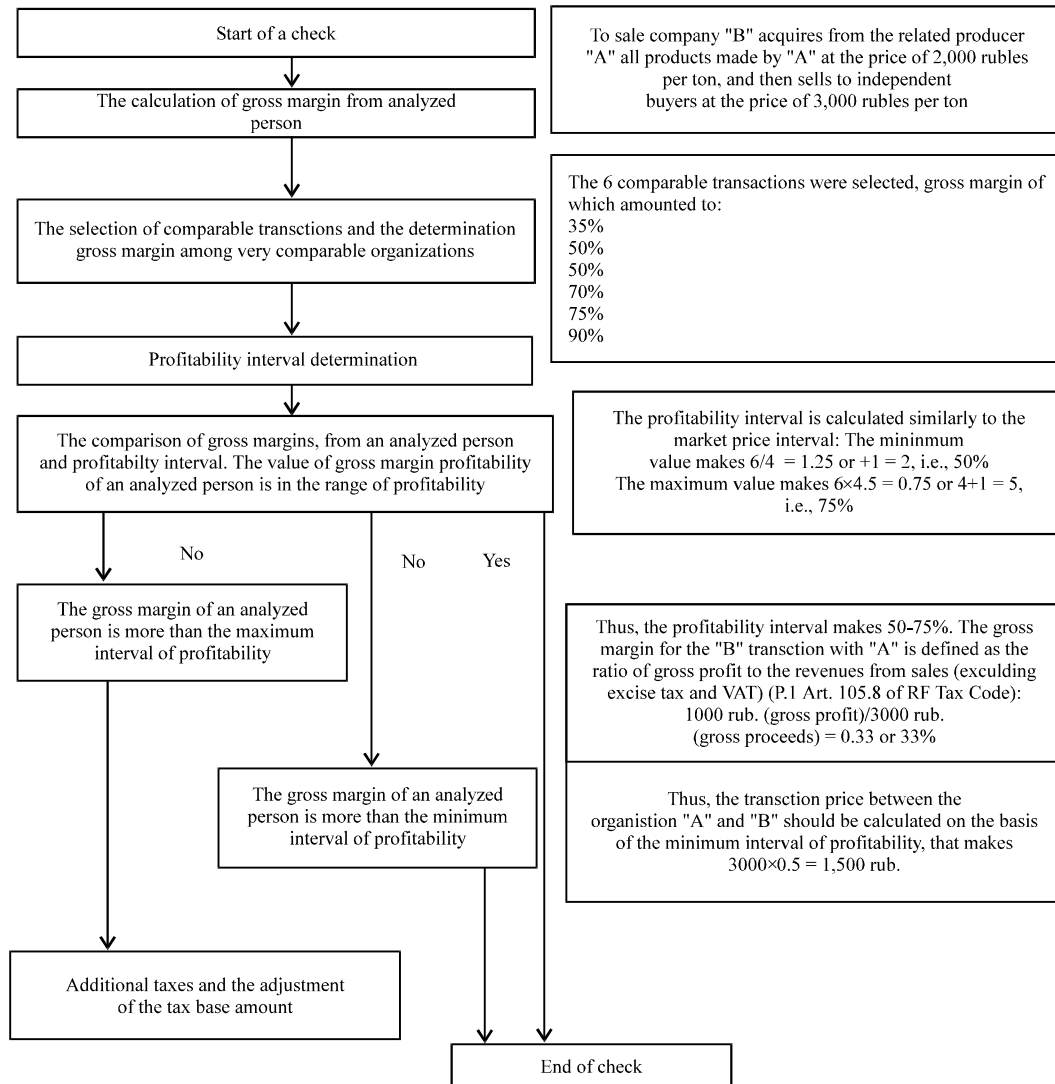 Start of a check
To sale company "B" acquires from the related producer
"A" all products made by "A" at the price of 2,000 rubles
per ton, and then sells to independent
buyers at the price of 3,000 rubles per ton
The calculation of gross margin from analyzed
person
The 6 comparable transactions were selected, gross margin of
which amounted to:
35%
50%
50%
70%
75%
90%
The selection of comparable transctions and the determination
gross margin among very comparable organizations
Profitability interval determination
The profitability interval is calculated similarly to the
market price interval: The mininmum
value makes 6/4 = 1.25 or +1 = 2, i.e., 50%
The maximum value makes 6×4.5 = 0.75 or 4+1 = 5,
i.e., 75%
The comparison of gross margins, from an analyzed person
and profitabilty interval. The value of gross margin profitability
of an analyzed person is in the range of profitability
No
No
Yes
The gross margin of an analyzed
person is more than the maximum
interval of profitability
Thus, the profitability interval makes 50-75%. The gross
margin for the "B" transction with "A" is defined as the
ratio of gross profit to the revenues from sales (exculding
excise tax and VAT) (P.1 Art. 105.8 of RF Tax Code):
1000 rub. (gross profit)/3000 rub.
(gross proceeds) = 0.33 or 33%
The gross margin of an analyzed
person is more than the minimum
interval of profitability
Thus, the transction price between the
organistion "A" and "B" should be calculated on the basis
of the minimum interval of profitability, that makes
3000×0.5 = 1,500 rub.
Additional taxes and the adjustment
of the tax base amount
End of check